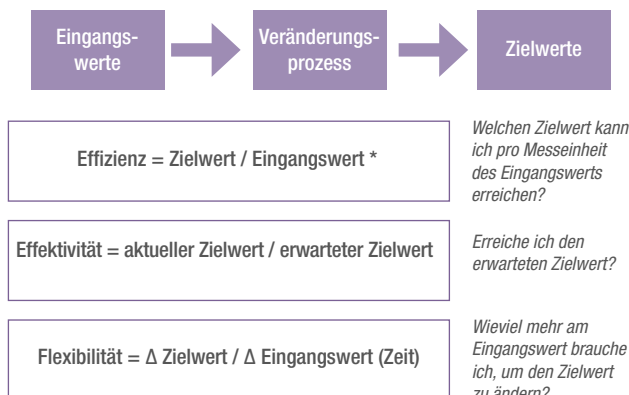 Eingangs-
werte
Veränderungs-
prozess
Zielwerte
Effizienz = Zielwert / Eingangswert *
Welchen Zielwert kann
ich pro Messeinheit
des Eingangswerts
erreichen?
Effektivität = aktueller Zielwert / erwarteter Zielwert
Erreiche ich den
erwarteten Zielwert?
Flexibilität = Δ Zielwert / Δ Eingangswert (Zeit)
Wieviel mehr am
Eingangswert brauche
ich, um den Zielwert
zu ändern?